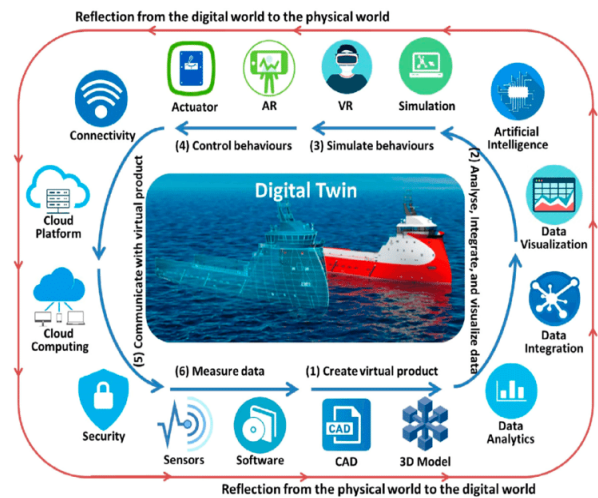 Reflection from the digital world to the physical world
Actuator
AR
VR
Simulation
Connectivity
Artificial
Intelligence
(4) Control behaviours
(3) Simulate behaviours
(2) Analyse, Integrate, and visualize data
Digital Twin
Cloud
Platform
Data
Visualization
(5) Communicate with virtual product
Cloud
Computing
Data
Integration
(6) Measure data
(1) Create virtual product
Security
Sensors
Software
CAD
CAD
3D Model
Data
Analytics
Reflection from the physical world to the digital world